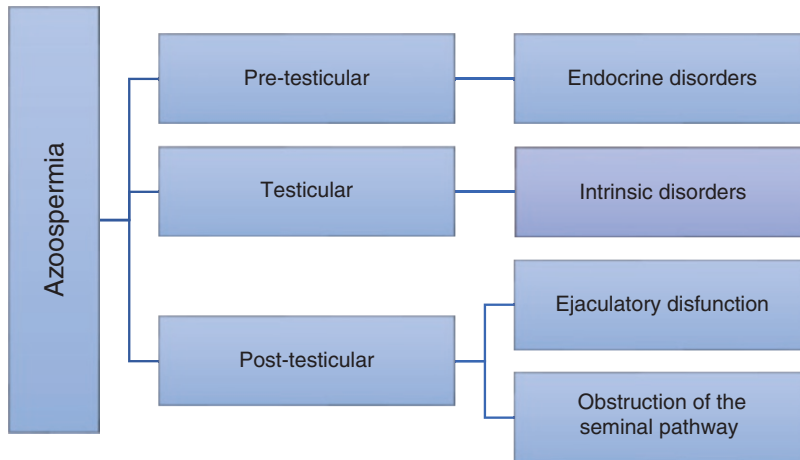 Azoospermia
Pre-testicular
Endocrine disorders
Testicular
Intrinsic disorders
Post-testicular
Ejaculatory disfunction
Obstruction of the
seminal pathway